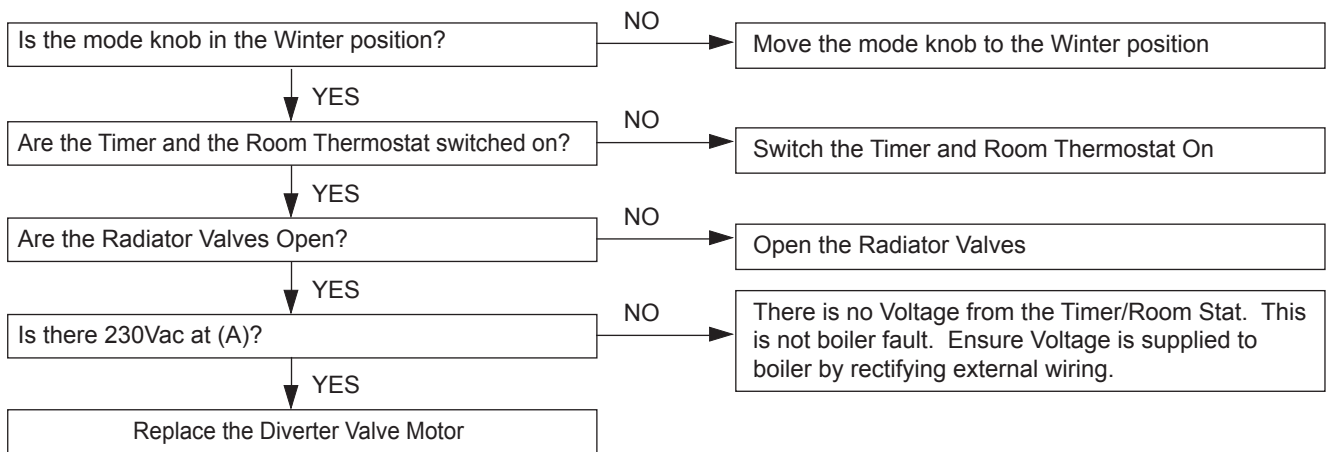 Is the mode knob in the Winter position?
NO
Move the mode knob to the Winter position
YES
Are the Timer and the Room Thermostat switched on?
NO
Switch the Timer and Room Thermostat On
YES
Are the Radiator Valves Open?
NO
Open the Radiator Valves
YES
Is there 230Vac at (A)?
NO
There is no Voltage from the Timer/Room Stat.  This
is not boiler fault.  Ensure Voltage is supplied to
boiler by rectifying external wiring.
YES
Replace the Diverter Valve Motor